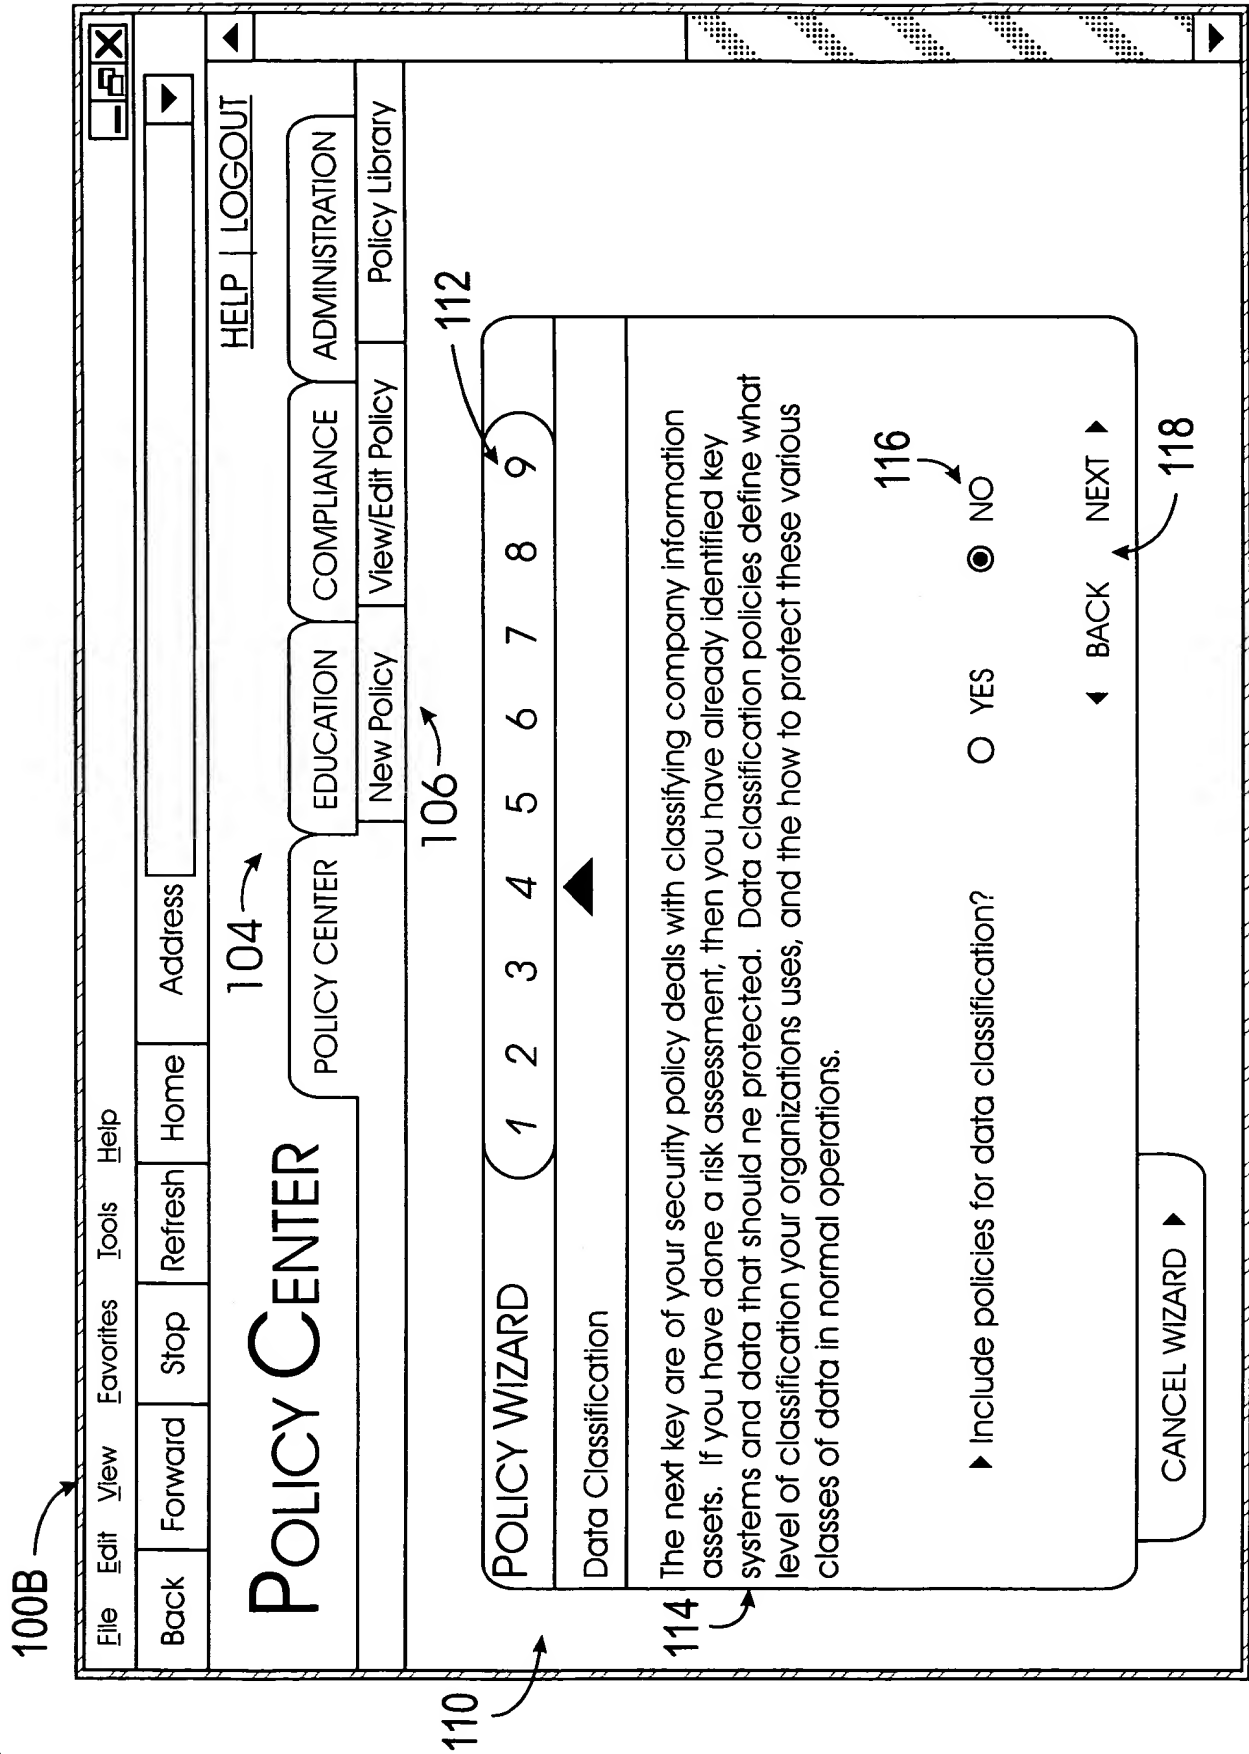 100B
File Edit View Favorites Tools Help
Back Forward Stop Refresh Home Address
HELP | LOGOUT
104
POLICY CENTER
POLICY CENTER EDUCATION COMPLIANCE ADMINISTRATION
New Policy View/Edit Policy Policy Library
106
112
110
POLICY WIZARD 1 2 3 4 5 6 7 8 9
Data Classification
114
The next key are of your security policy deals with classifying company information
assets. If you have done a risk assessment, then you have already identified key
systems and data that should ne protected. Data classification policies define what
level of classification your organizations uses, and the how to protect these various
classes of data in normal operations.
116
Include policies for data classification? YES NO
BACK NEXT
118
CANCEL WIZARD